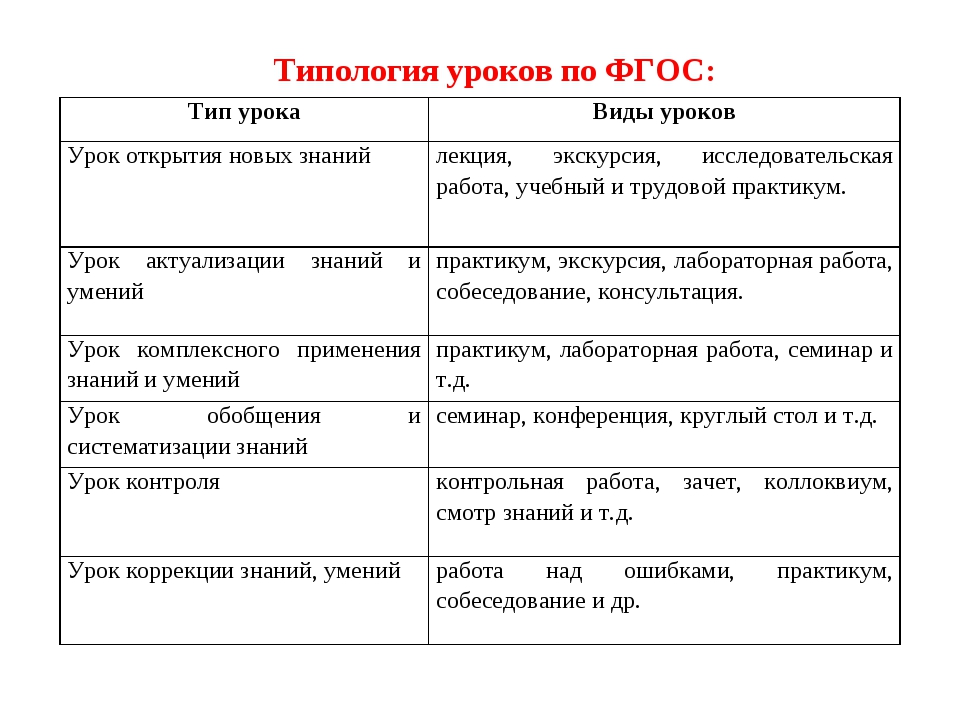 Типология уроков по ФГОС:
Тип урока
Виды уроков
Урок открытия новых знаний
лекция, экскурсия, исследовательская
работа, учебный и трудовой практикум.
Урок актуализации знаний и
умений
практикум, экскурсия, лабораторная работа,
собеседование, консультация.
Урок комплексного применения
знаний и умений
практикум, лабораторная работа, семинар и
т.д.
Урок обобщения и
систематизации знаний
семинар, конференция, круглый стол и т.д.
Урок контроля
контрольная работа, зачет, коллоквиум,
смотр знаний и т.д.
Урок коррекции знаний, умений
работа над ошибками, практикум,
собеседование и др.